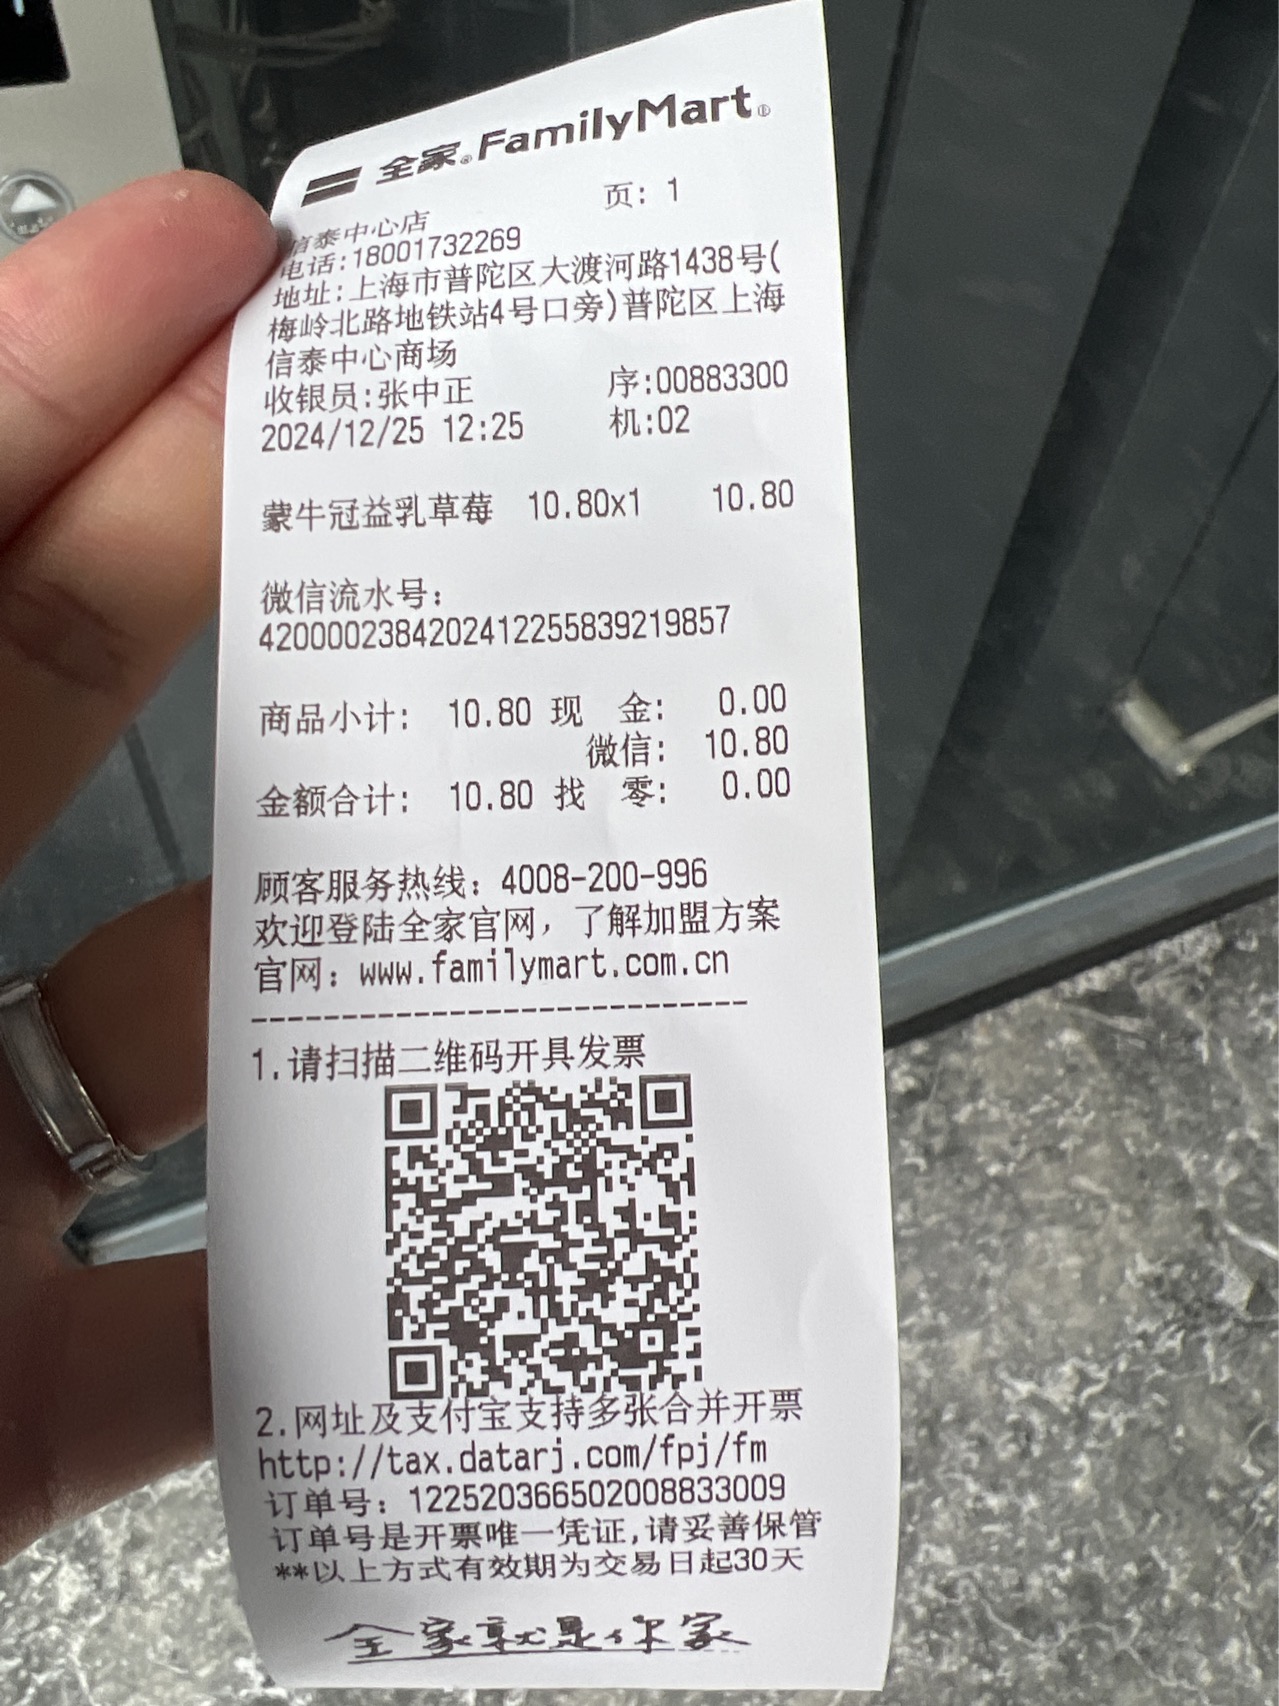 全家® FamilyMart®
页: 1
信泰中心店
电话:18001732269
地址:上海市普陀区大渡河路1438号(
梅岭北路地铁站4号口旁)普陀区上海
信泰中心商场
收银员:张中正 序:00883300
2024/12/25 12:25 机:02
蒙牛冠益乳草莓 10.80x1 10.80
微信流水号:
4200002384202412255839219857
商品小计: 10.80 现 金: 0.00
微信: 10.80
金额合计: 10.80 找 零: 0.00
顾客服务热线: 4008-200-996
欢迎登陆全家官网, 了解加盟方案
官网: www.familymart.com.cn
----------------------------
1.请扫描二维码开具发票
2.网址及支付宝支持多张合并开票
http://tax.datarj.com/fpj/fm
订单号: 122520366502008833009
订单号是开票唯一凭证,请妥善保管
**以上方式有效期为交易日起30天
全家就是你家